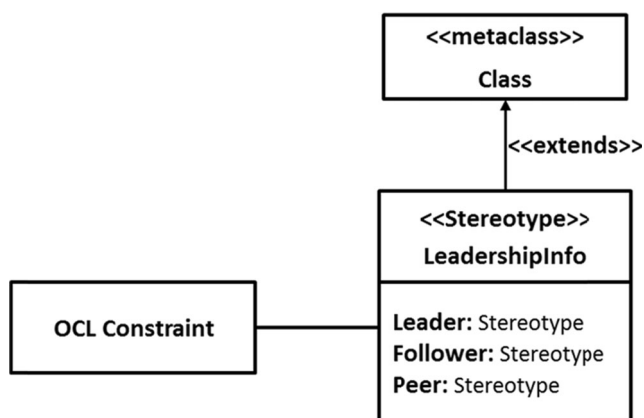 <<metaclass>>
Class
<<extends>>
<<Stereotype>>
LeadershipInfo
OCL Constraint
Leader: Stereotype
Follower: Stereotype
Peer: Stereotype